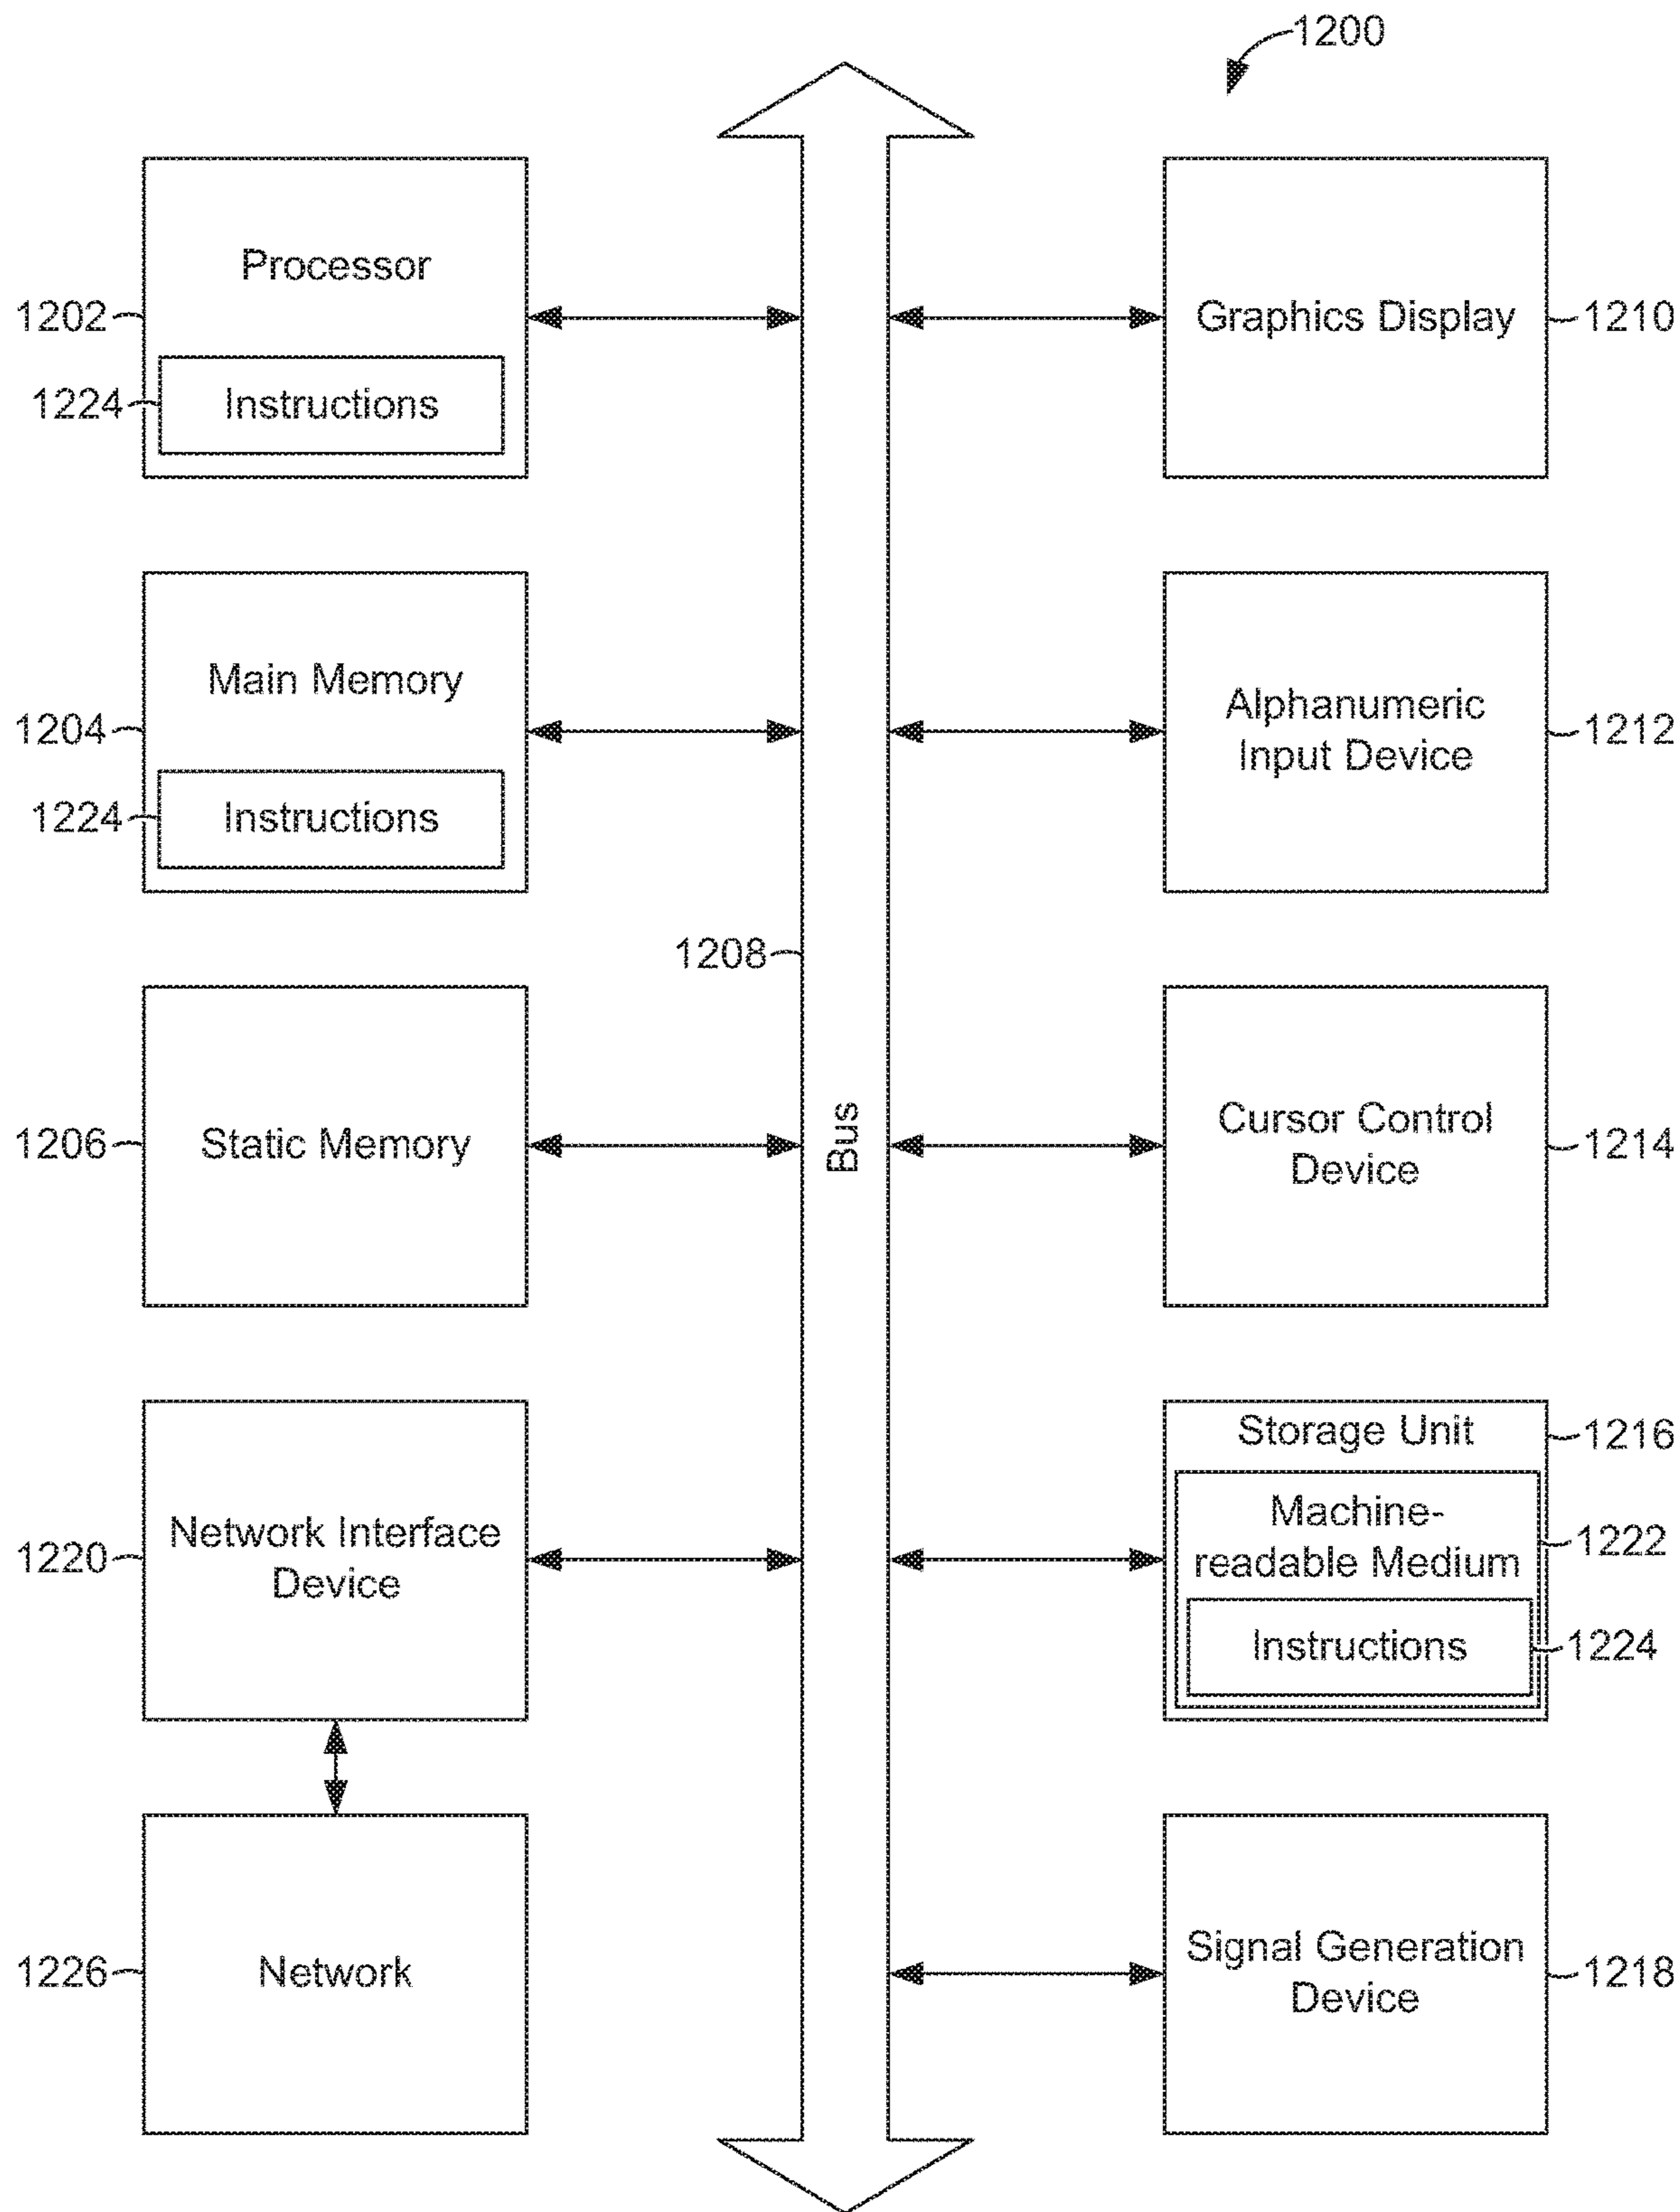 1200
Processor
1202
1224
Instructions
Graphics Display
1210
Main Memory
1204
1224
Instructions
Alphanumeric
Input Device
1212
1208
Bus
Static Memory
1206
Cursor Control
Device
1214
Network Interface
Device
1220
Storage Unit
1216
Machine-
readable Medium
1222
Instructions
1224
Network
1226
Signal Generation
Device
1218